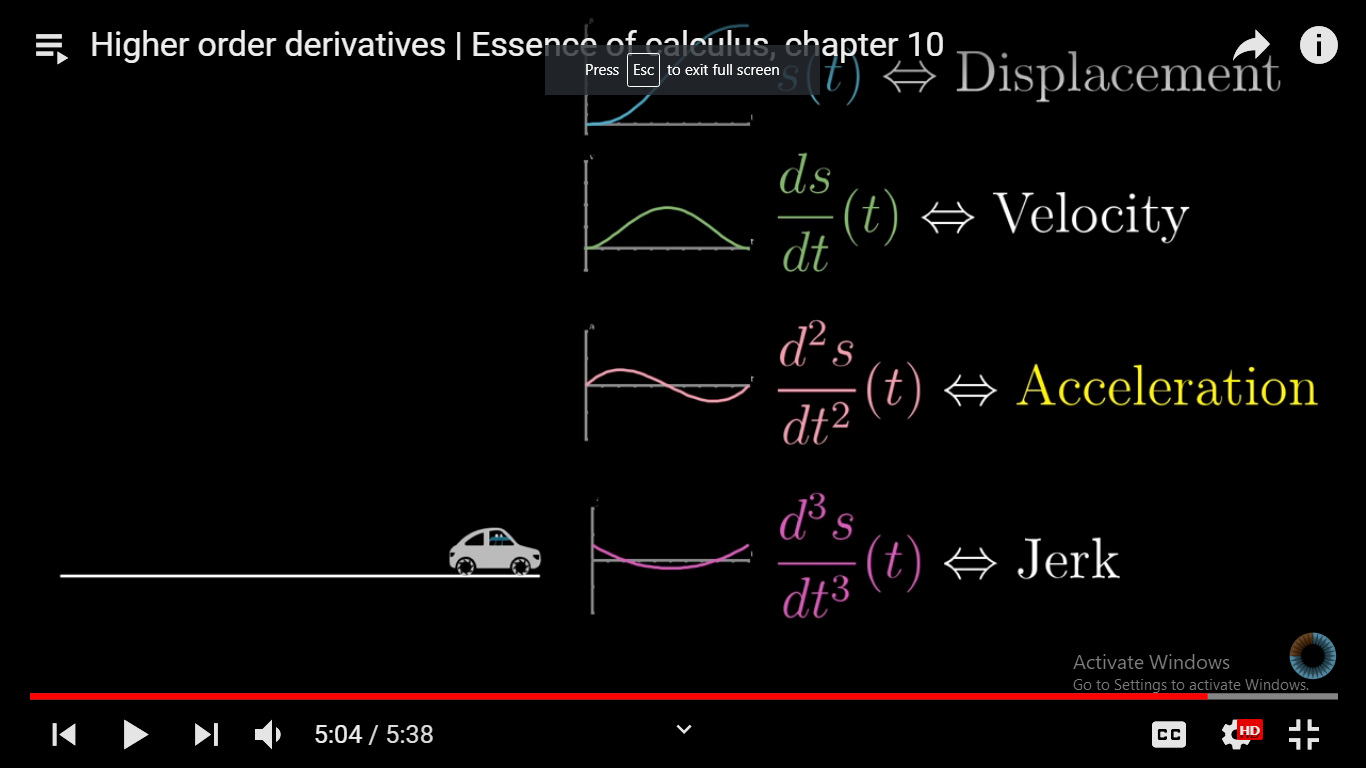 Higher order derivatives | Essence of calculus, chapter 10
Press Esc to exit full screen
s(t) ⇔ Displacement
ds/dt (t) ⇔ Velocity
d²s/dt² (t) ⇔ Acceleration
d³s/dt³ (t) ⇔ Jerk
Activate Windows
Go to Settings to activate Windows.
5:04 / 5:38
CC
HD